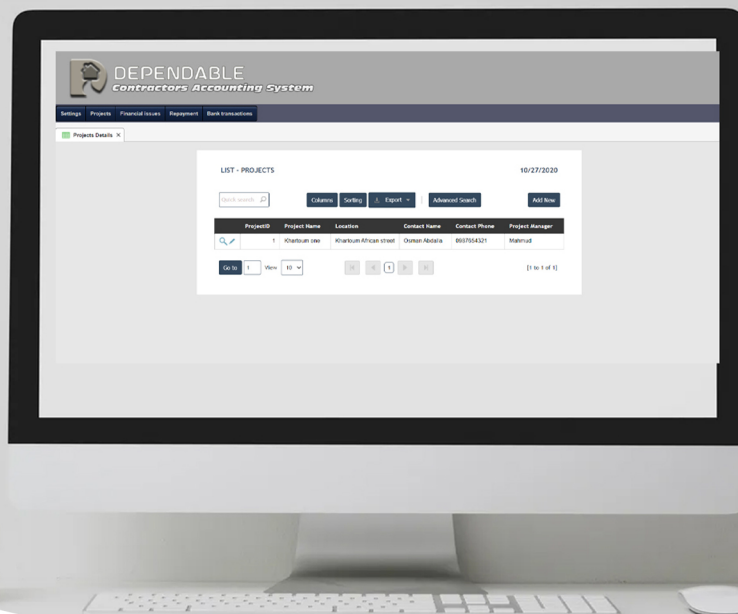 DEPENDABLE
Contractors Accounting System
Settings Projects Financial Issues Repayment Bank transactions
Projects Details ×
LIST - PROJECTS 10/27/2020
Quick search Columns Sorting Export Advanced Search Add New
ProjectID Project Name Location Contact Name Contact Phone Project Manager
1 Khartoum one Khartoum African street Osman Abdalla Mahmud
Go to 1 View 10 1 [1 to 1 of 1]